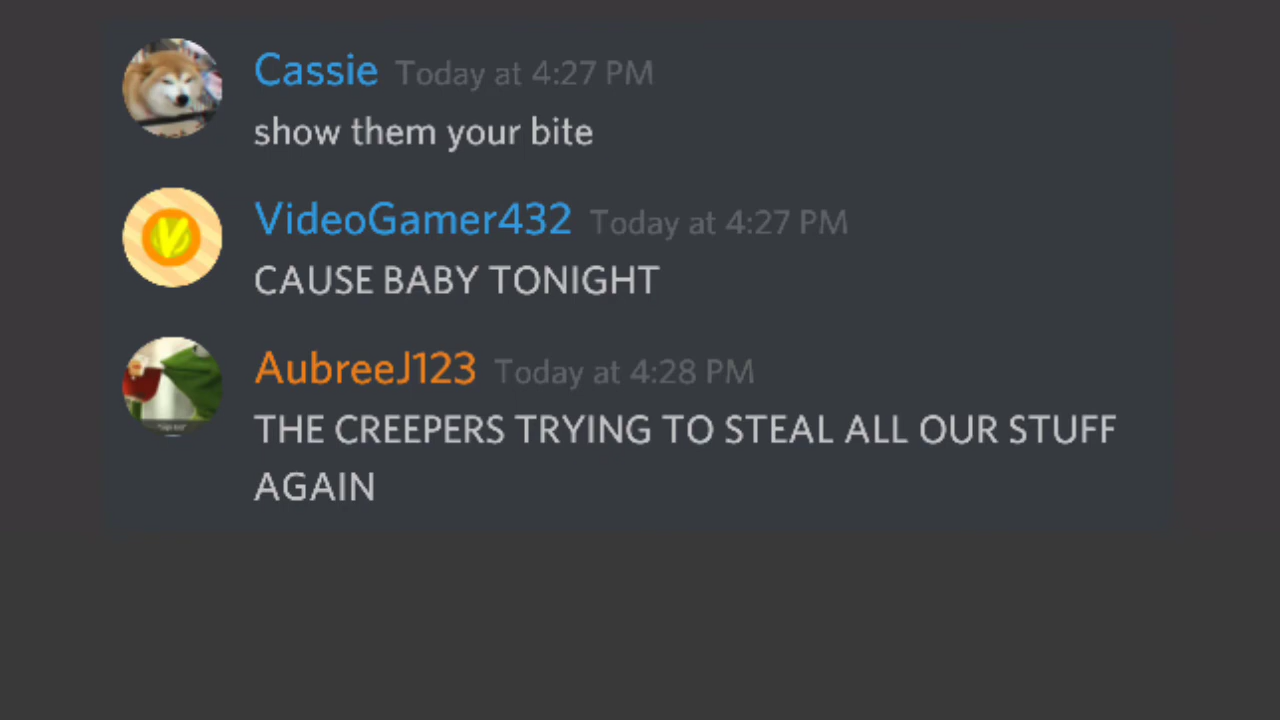 Cassie Today at 4:27 PM
show them your bite
VideoGamer432 Today at 4:27 PM
CAUSE BABY TONIGHT
AubreeJ123 Today at 4:28 PM
THE CREEPERS TRYING TO STEAL ALL OUR STUFF
AGAIN